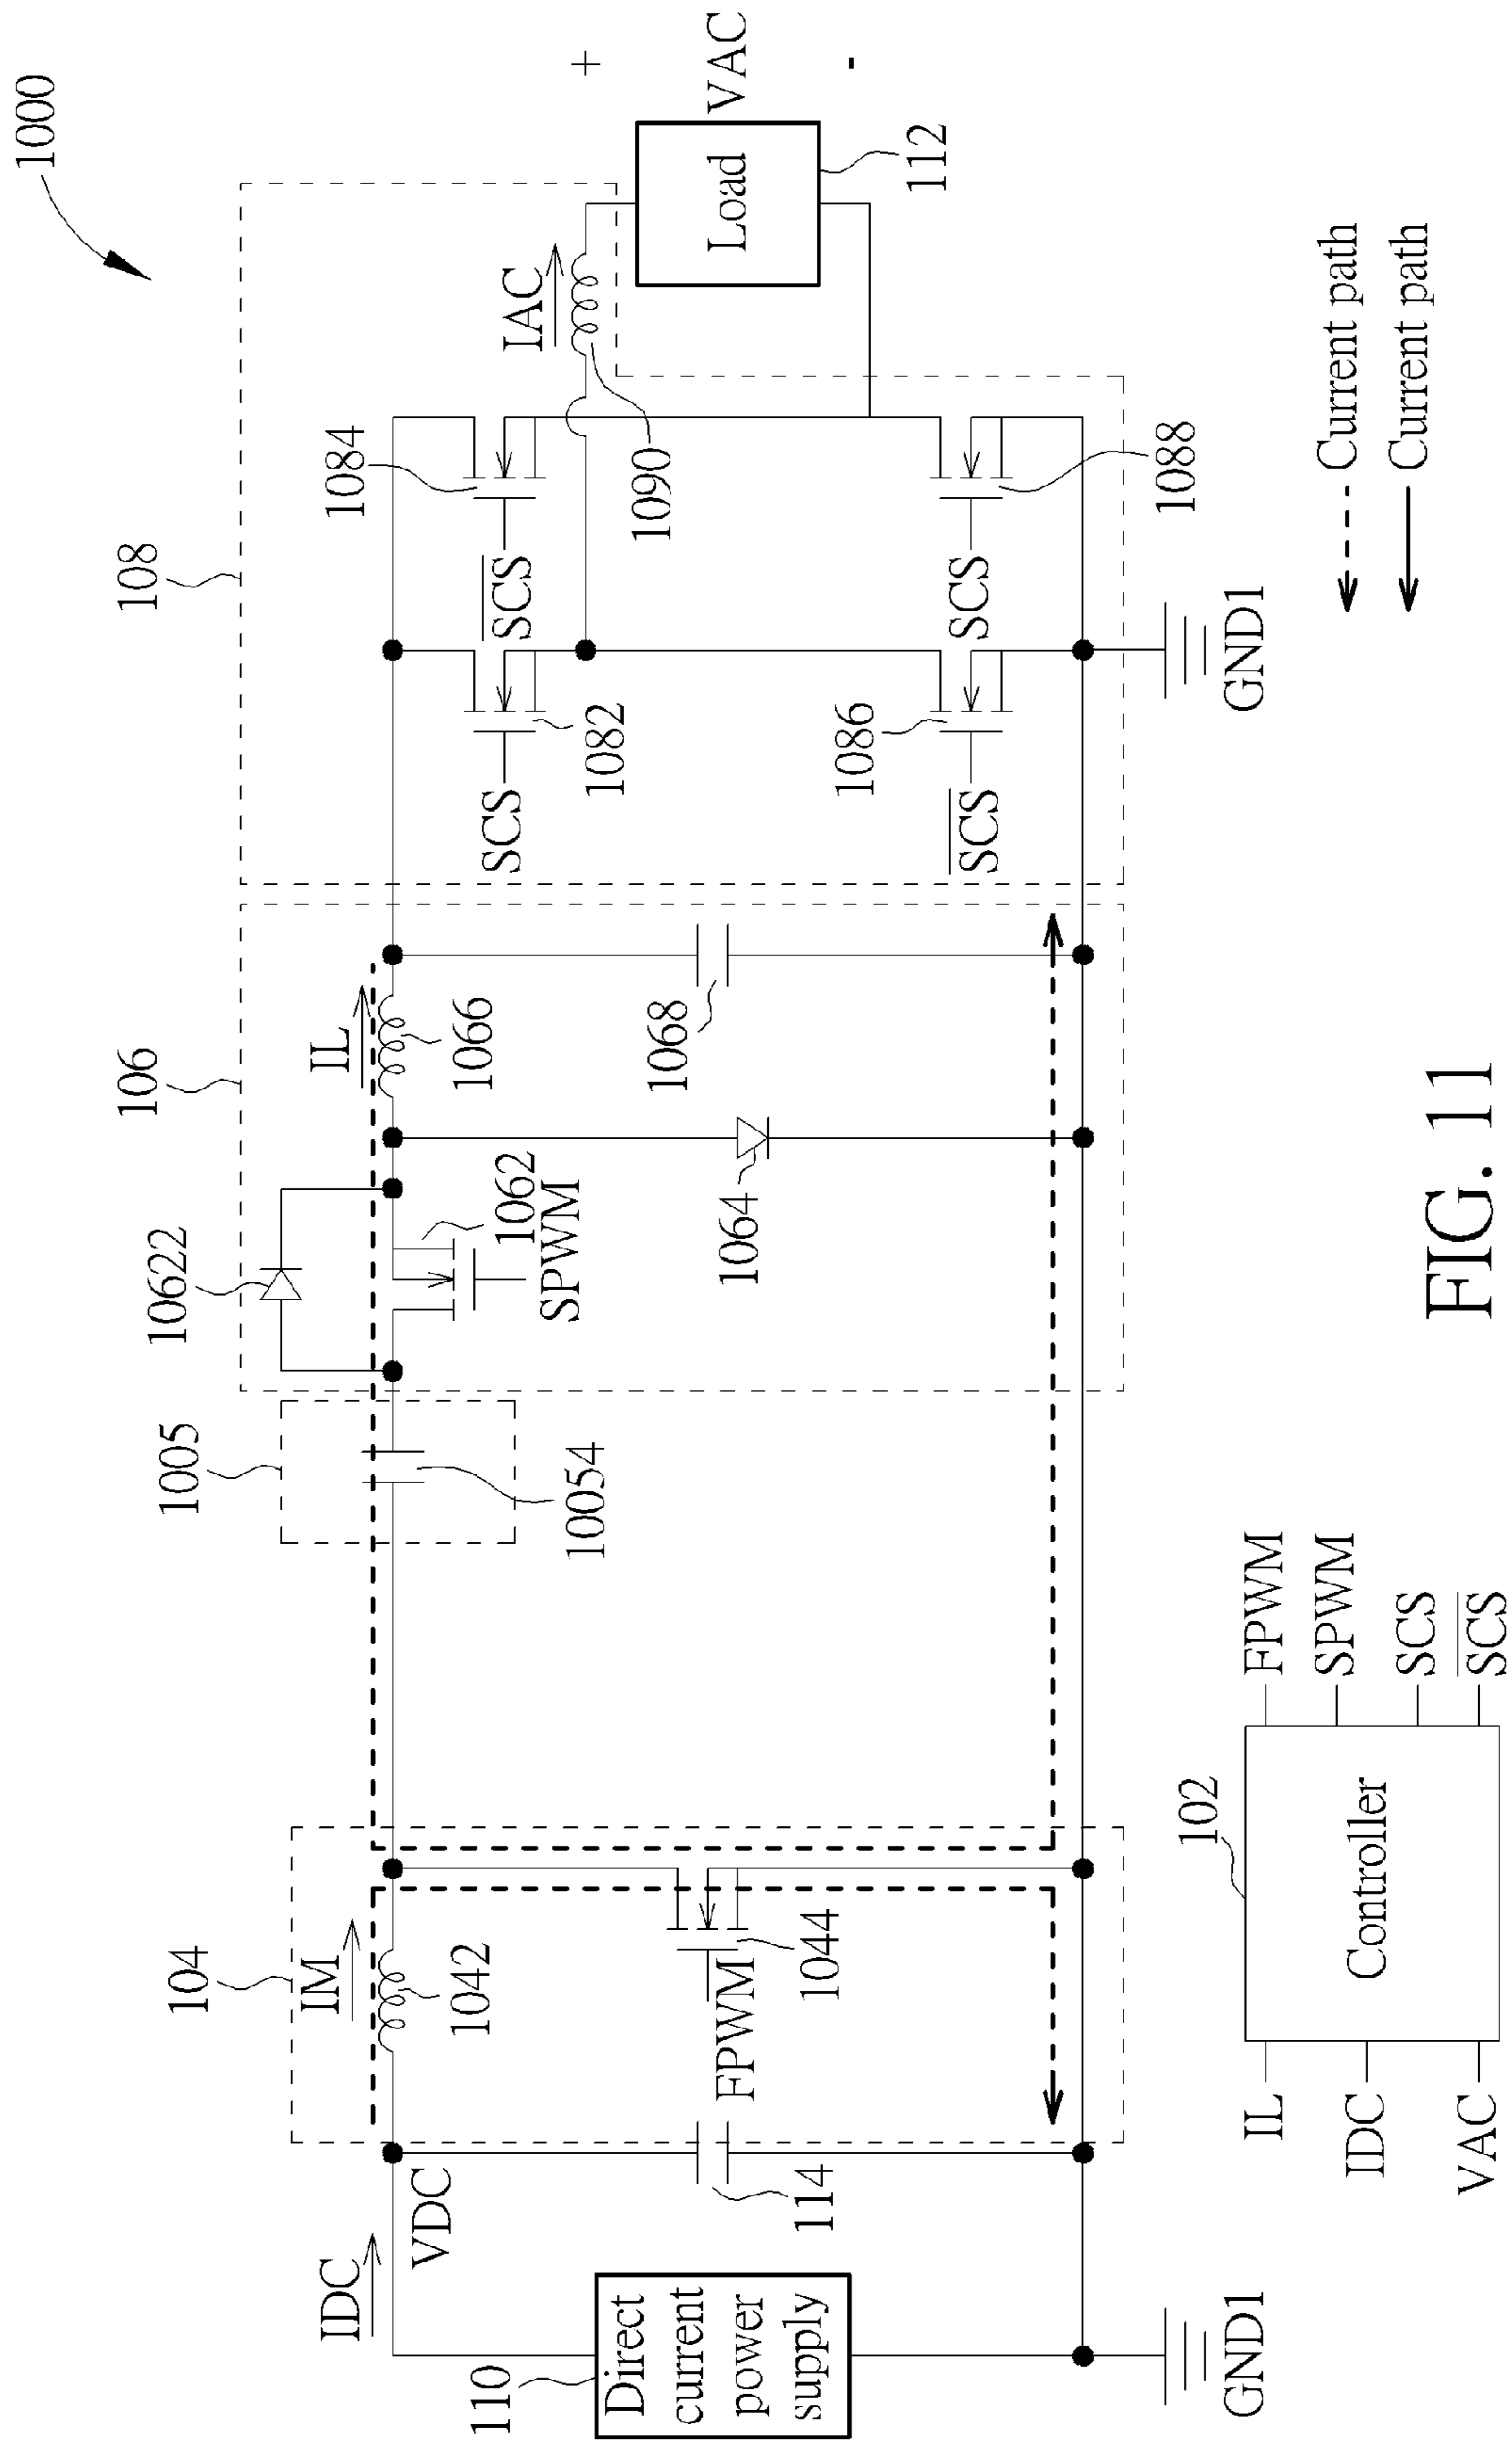 1000
108
106
1005
104
10622
1084
IAC
+
VAC
-
Load
112
1090
1088
SCS
SCS
1082
1086
SCS
SCS
IL
1066
1068
1064
1062
SPWM
10054
IM
1042
1044
FPWM
IDC
VDC
114
110
Direct
current
power
supply
GND1
GND1
102
Controller
IL
IDC
VAC
FPWM
SPWM
SCS
SCS
Current path
Current path
FIG. 11